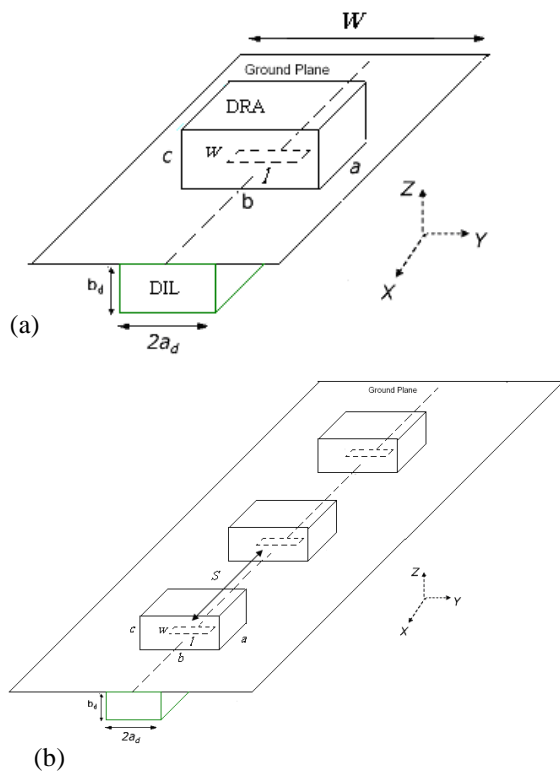 W
Ground Plane
DRA
c
w
l
a
b
Z
Y
X
b_d
DIL
2a_d
(a)
Ground Plane
S
c
w
l
a
b
Z
Y
X
b_d
2a_d
(b)